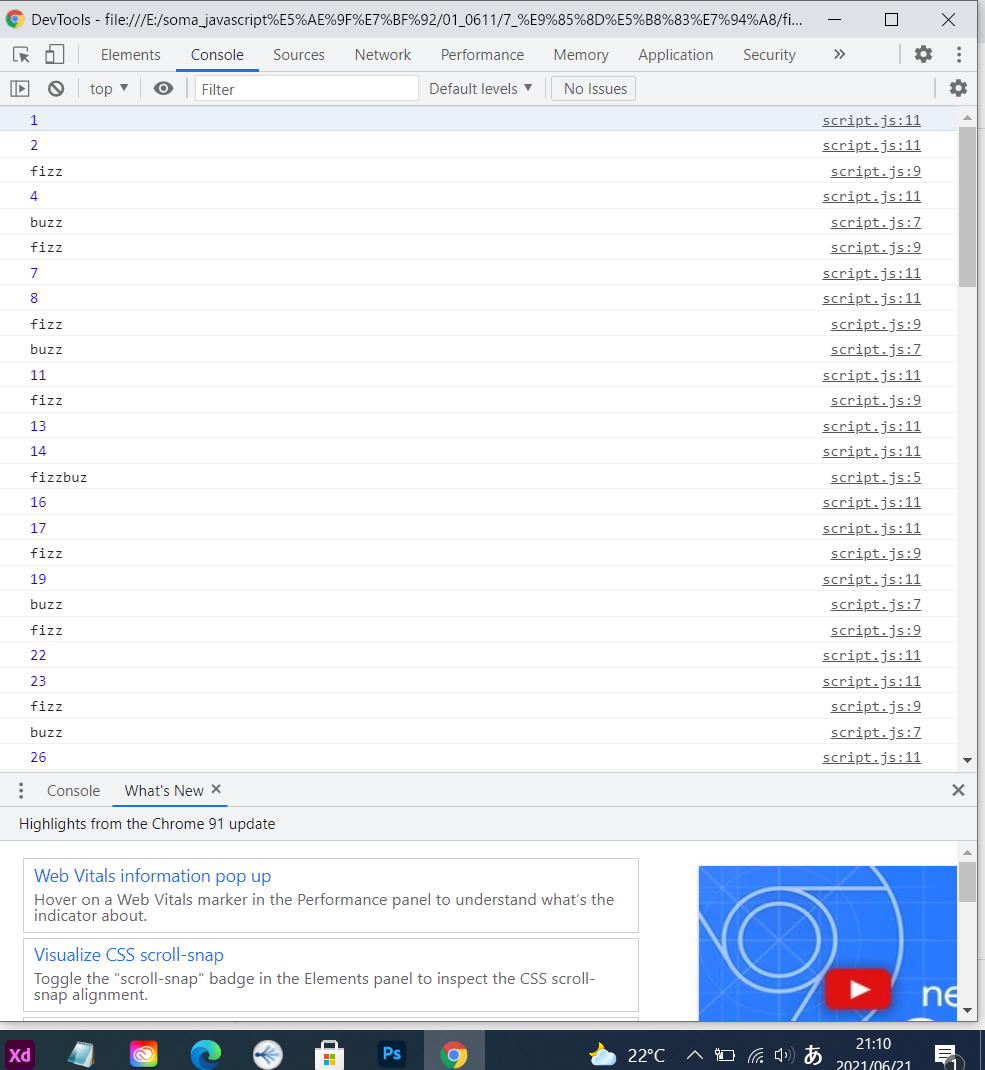 DevTools - file:///E:/soma_javascript%E5%AE%9F%E7%BF%92/01_0611/7_%E9%85%8D%E5%B8%83%E7%94%A8/fi...
Elements Console Sources Network Performance Memory Application Security »
top ▼ Filter Default levels ▼ No Issues
1 script.js:11
2 script.js:11
fizz script.js:9
4 script.js:11
buzz script.js:7
fizz script.js:9
7 script.js:11
8 script.js:11
fizz script.js:9
buzz script.js:7
11 script.js:11
fizz script.js:9
13 script.js:11
14 script.js:11
fizzbuz script.js:5
16 script.js:11
17 script.js:11
fizz script.js:9
19 script.js:11
buzz script.js:7
fizz script.js:9
22 script.js:11
23 script.js:11
fizz script.js:9
buzz script.js:7
26 script.js:11
Console What's New ×
Highlights from the Chrome 91 update
Web Vitals information pop up
Hover on a Web Vitals marker in the Performance panel to understand what's the
indicator about.
Visualize CSS scroll-snap
Toggle the "scroll-snap" badge in the Elements panel to inspect the CSS scroll-
snap alignment.
ne
Xd Ps 22°C あ 21:10 1
2021/06/21